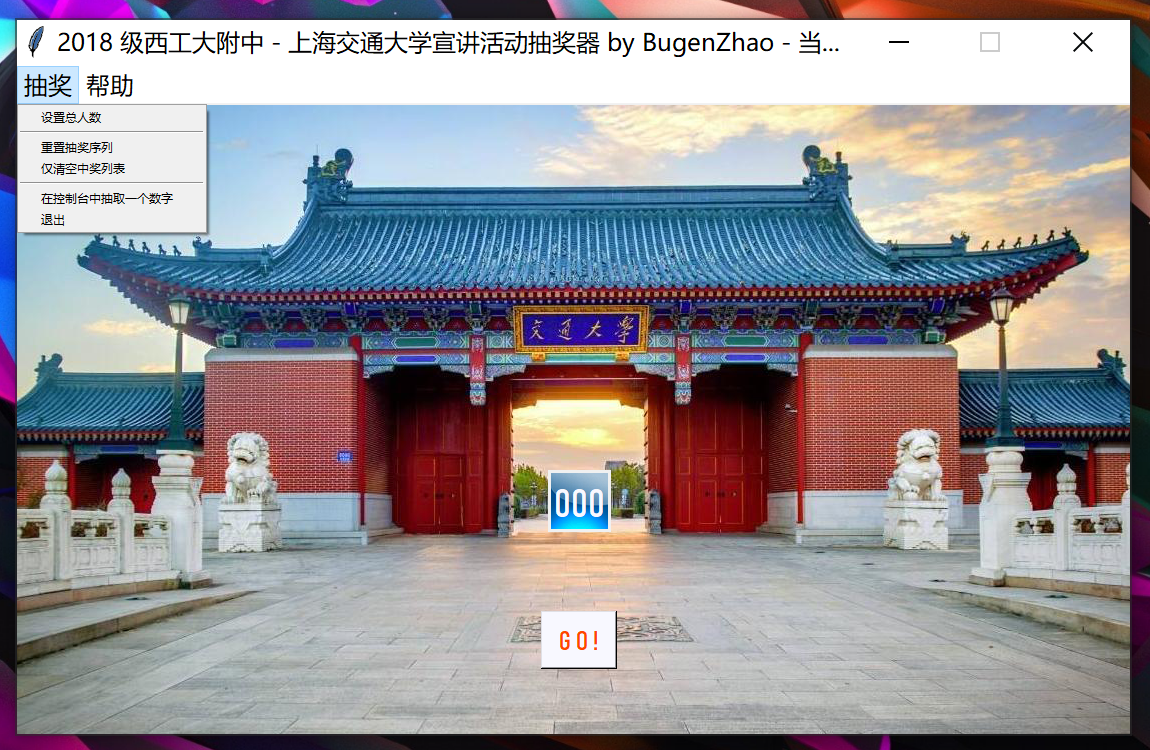 2018 级西工大附中 - 上海交通大学宣讲活动抽奖器 by BugenZhao - 当...
抽奖 帮助
设置总人数
重置抽奖序列
仅清空中奖列表
在控制台中抽取一个数字
退出
交通大學
000
GO!